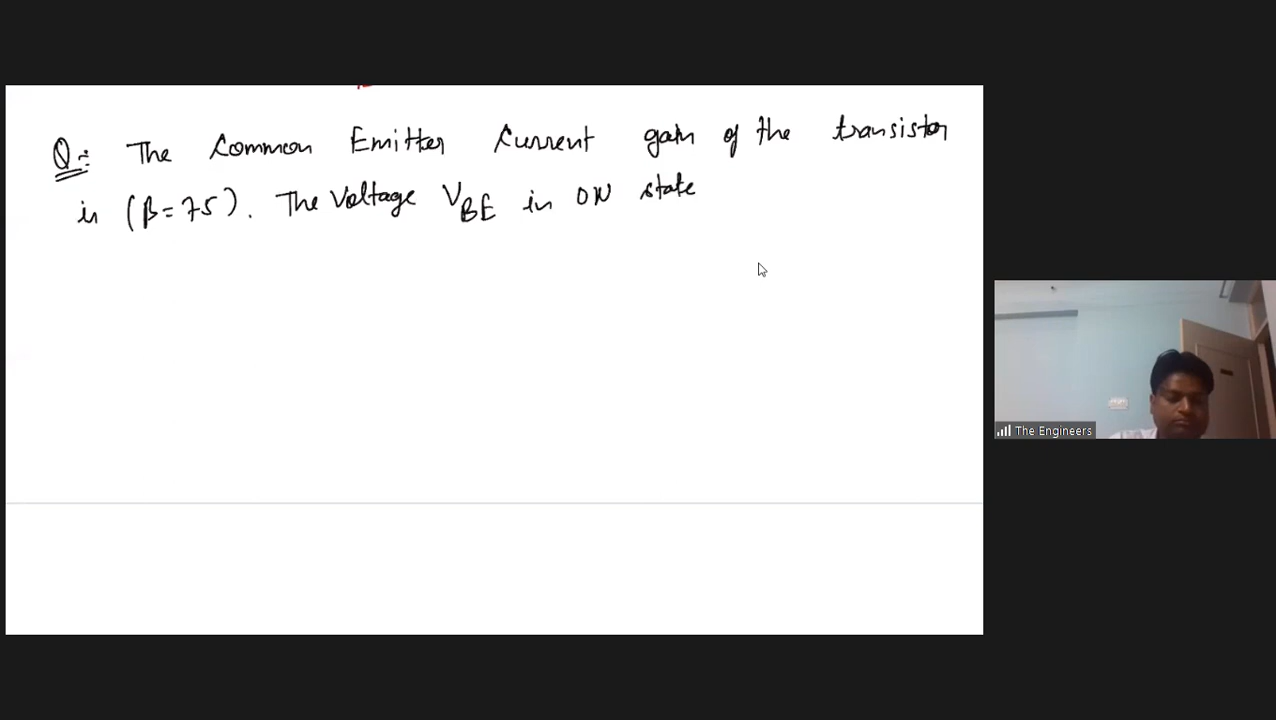 Q:- The Common Emitter Current gain of the transistor
is (β=75). The Voltage VBE in ON state
The Engineers